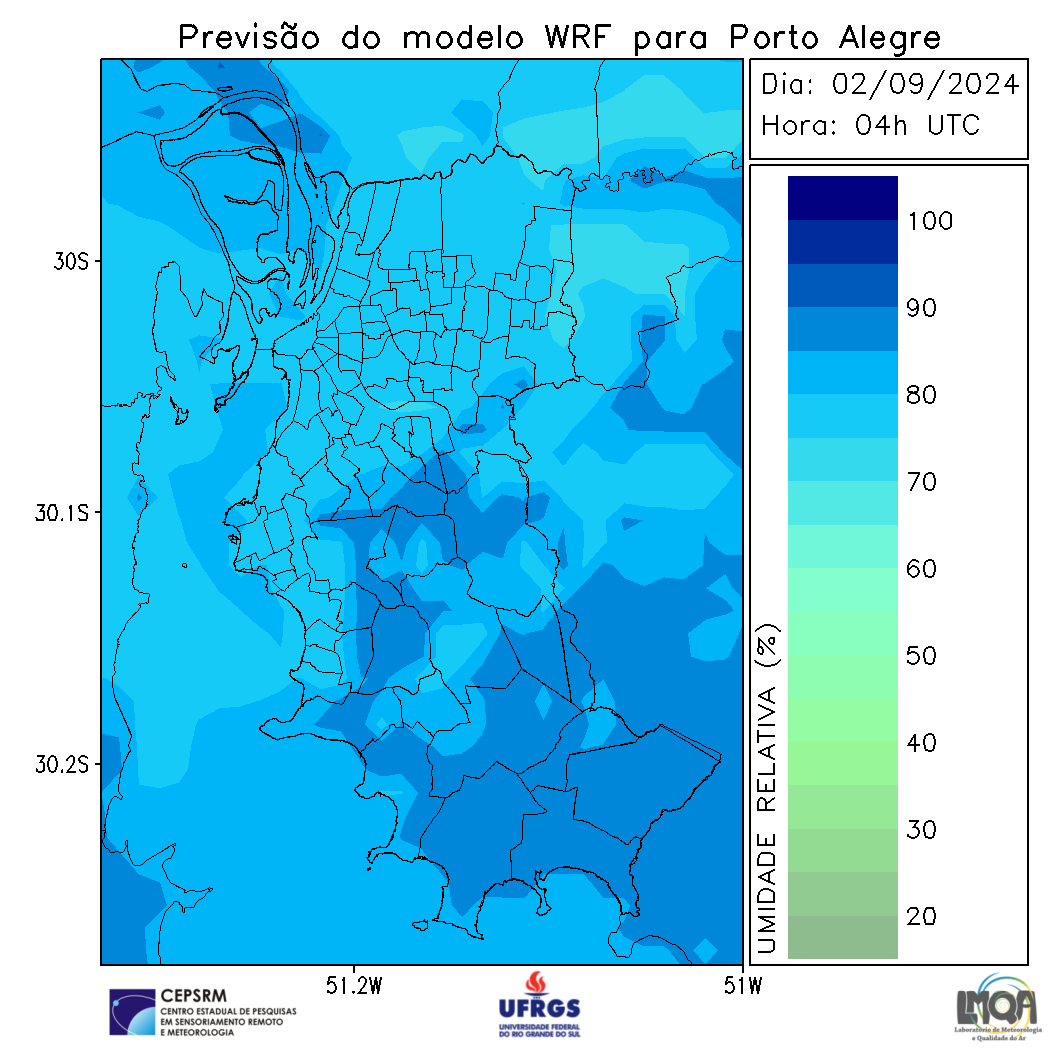 Previsão do modelo WRF para Porto Alegre
Dia: 02/09/2024
Hora: 04h UTC
30S
30.1S
30.2S
51.2W
51W
100
90
80
70
60
50
40
30
20
UMIDADE RELATIVA (%)
CEPSRM
CENTRO ESTADUAL DE PESQUISAS
EM SENSORIAMENTO REMOTO
E METEOROLOGIA
UFRGS
UNIVERSIDADE FEDERAL
DO RIO GRANDE DO SUL
LMQA
Laboratório de Meteorologia
e Qualidade do Ar